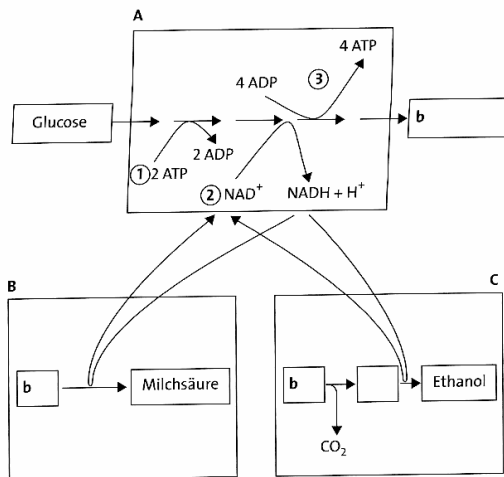 A
4 ATP
4 ADP
③
Glucose
b
2 ADP
① 2 ATP
② NAD⁺
NADH + H⁺
B
C
b
Milchsäure
b
Ethanol
CO₂